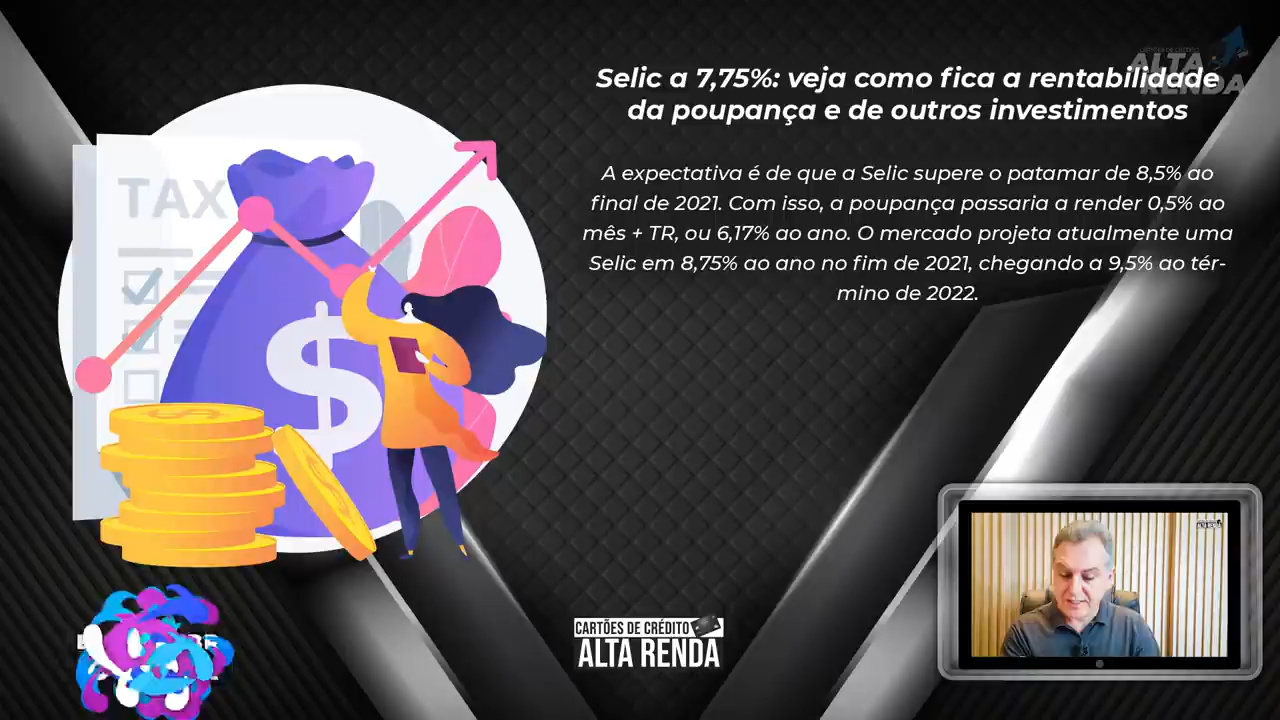 ALTA
RENDA
Selic a 7,75%: veja como fica a rentabilidade
da poupança e de outros investimentos
A expectativa é de que a Selic supere o patamar de 8,5% ao
final de 2021. Com isso, a poupança passaria a render 0,5% ao
mês + TR, ou 6,17% ao ano. O mercado projeta atualmente uma
Selic em 8,75% ao ano no fim de 2021, chegando a 9,5% ao tér-
mino de 2022.
TAX
$
CARTÕES DE CRÉDITO
ALTA RENDA